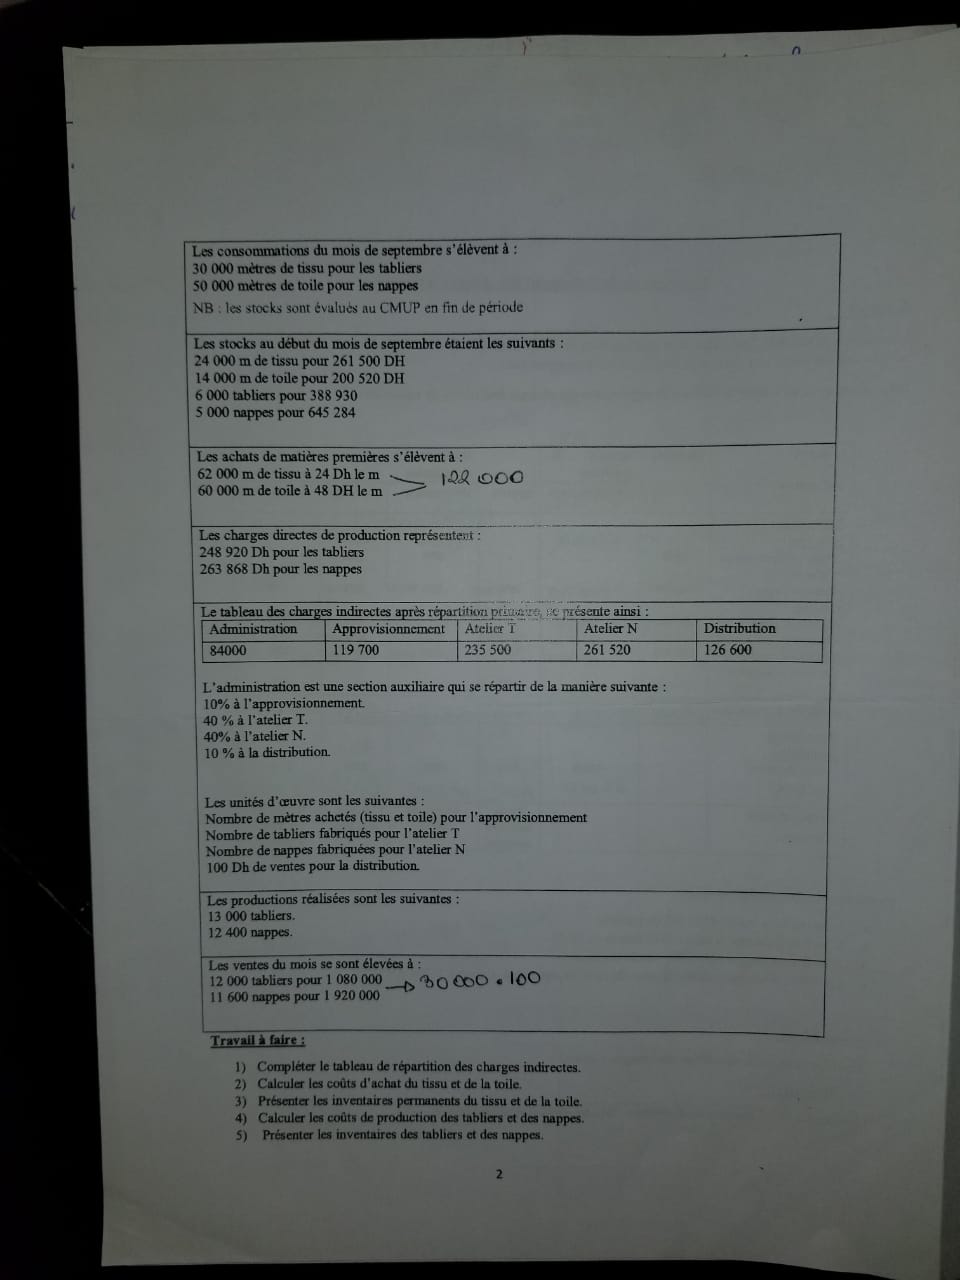 Les consommations du mois de septembre s'élèvent à :
30 000 mètres de tissu pour les tabliers
50 000 mètres de toile pour les nappes
NB : les stocks sont évalués au CMUP en fin de période
Les stocks au début du mois de septembre étaient les suivants :
24 000 m de tissu pour 261 500 DH
14 000 m de toile pour 200 520 DH
6 000 tabliers pour 388 930
5 000 nappes pour 645 284
Les achats de matières premières s'élèvent à :
62 000 m de tissu à 24 Dh le m 122 000
60 000 m de toile à 48 DH le m
Les charges directes de production représentent :
248 920 Dh pour les tabliers
263 868 Dh pour les nappes
Le tableau des charges indirectes après répartition primaire, se présente ainsi :
Administration Approvisionnement Atelier T Atelier N Distribution
84000 119 700 235 500 261 520 126 600
L'administration est une section auxiliaire qui se répartir de la manière suivante :
10% à l'approvisionnement.
40 % à l'atelier T.
40% à l'atelier N.
10 % à la distribution.
Les unités d'œuvre sont les suivantes :
Nombre de mètres achetés (tissu et toile) pour l'approvisionnement
Nombre de tabliers fabriqués pour l'atelier T
Nombre de nappes fabriquées pour l'atelier N
100 Dh de ventes pour la distribution.
Les productions réalisées sont les suivantes :
13 000 tabliers.
12 400 nappes.
Les ventes du mois se sont élevées à :
12 000 tabliers pour 1 080 000 30 000 . 100
11 600 nappes pour 1 920 000
Travail à faire :
1) Compléter le tableau de répartition des charges indirectes.
2) Calculer les coûts d'achat du tissu et de la toile.
3) Présenter les inventaires permanents du tissu et de la toile.
4) Calculer les coûts de production des tabliers et des nappes.
5) Présenter les inventaires des tabliers et des nappes.
2